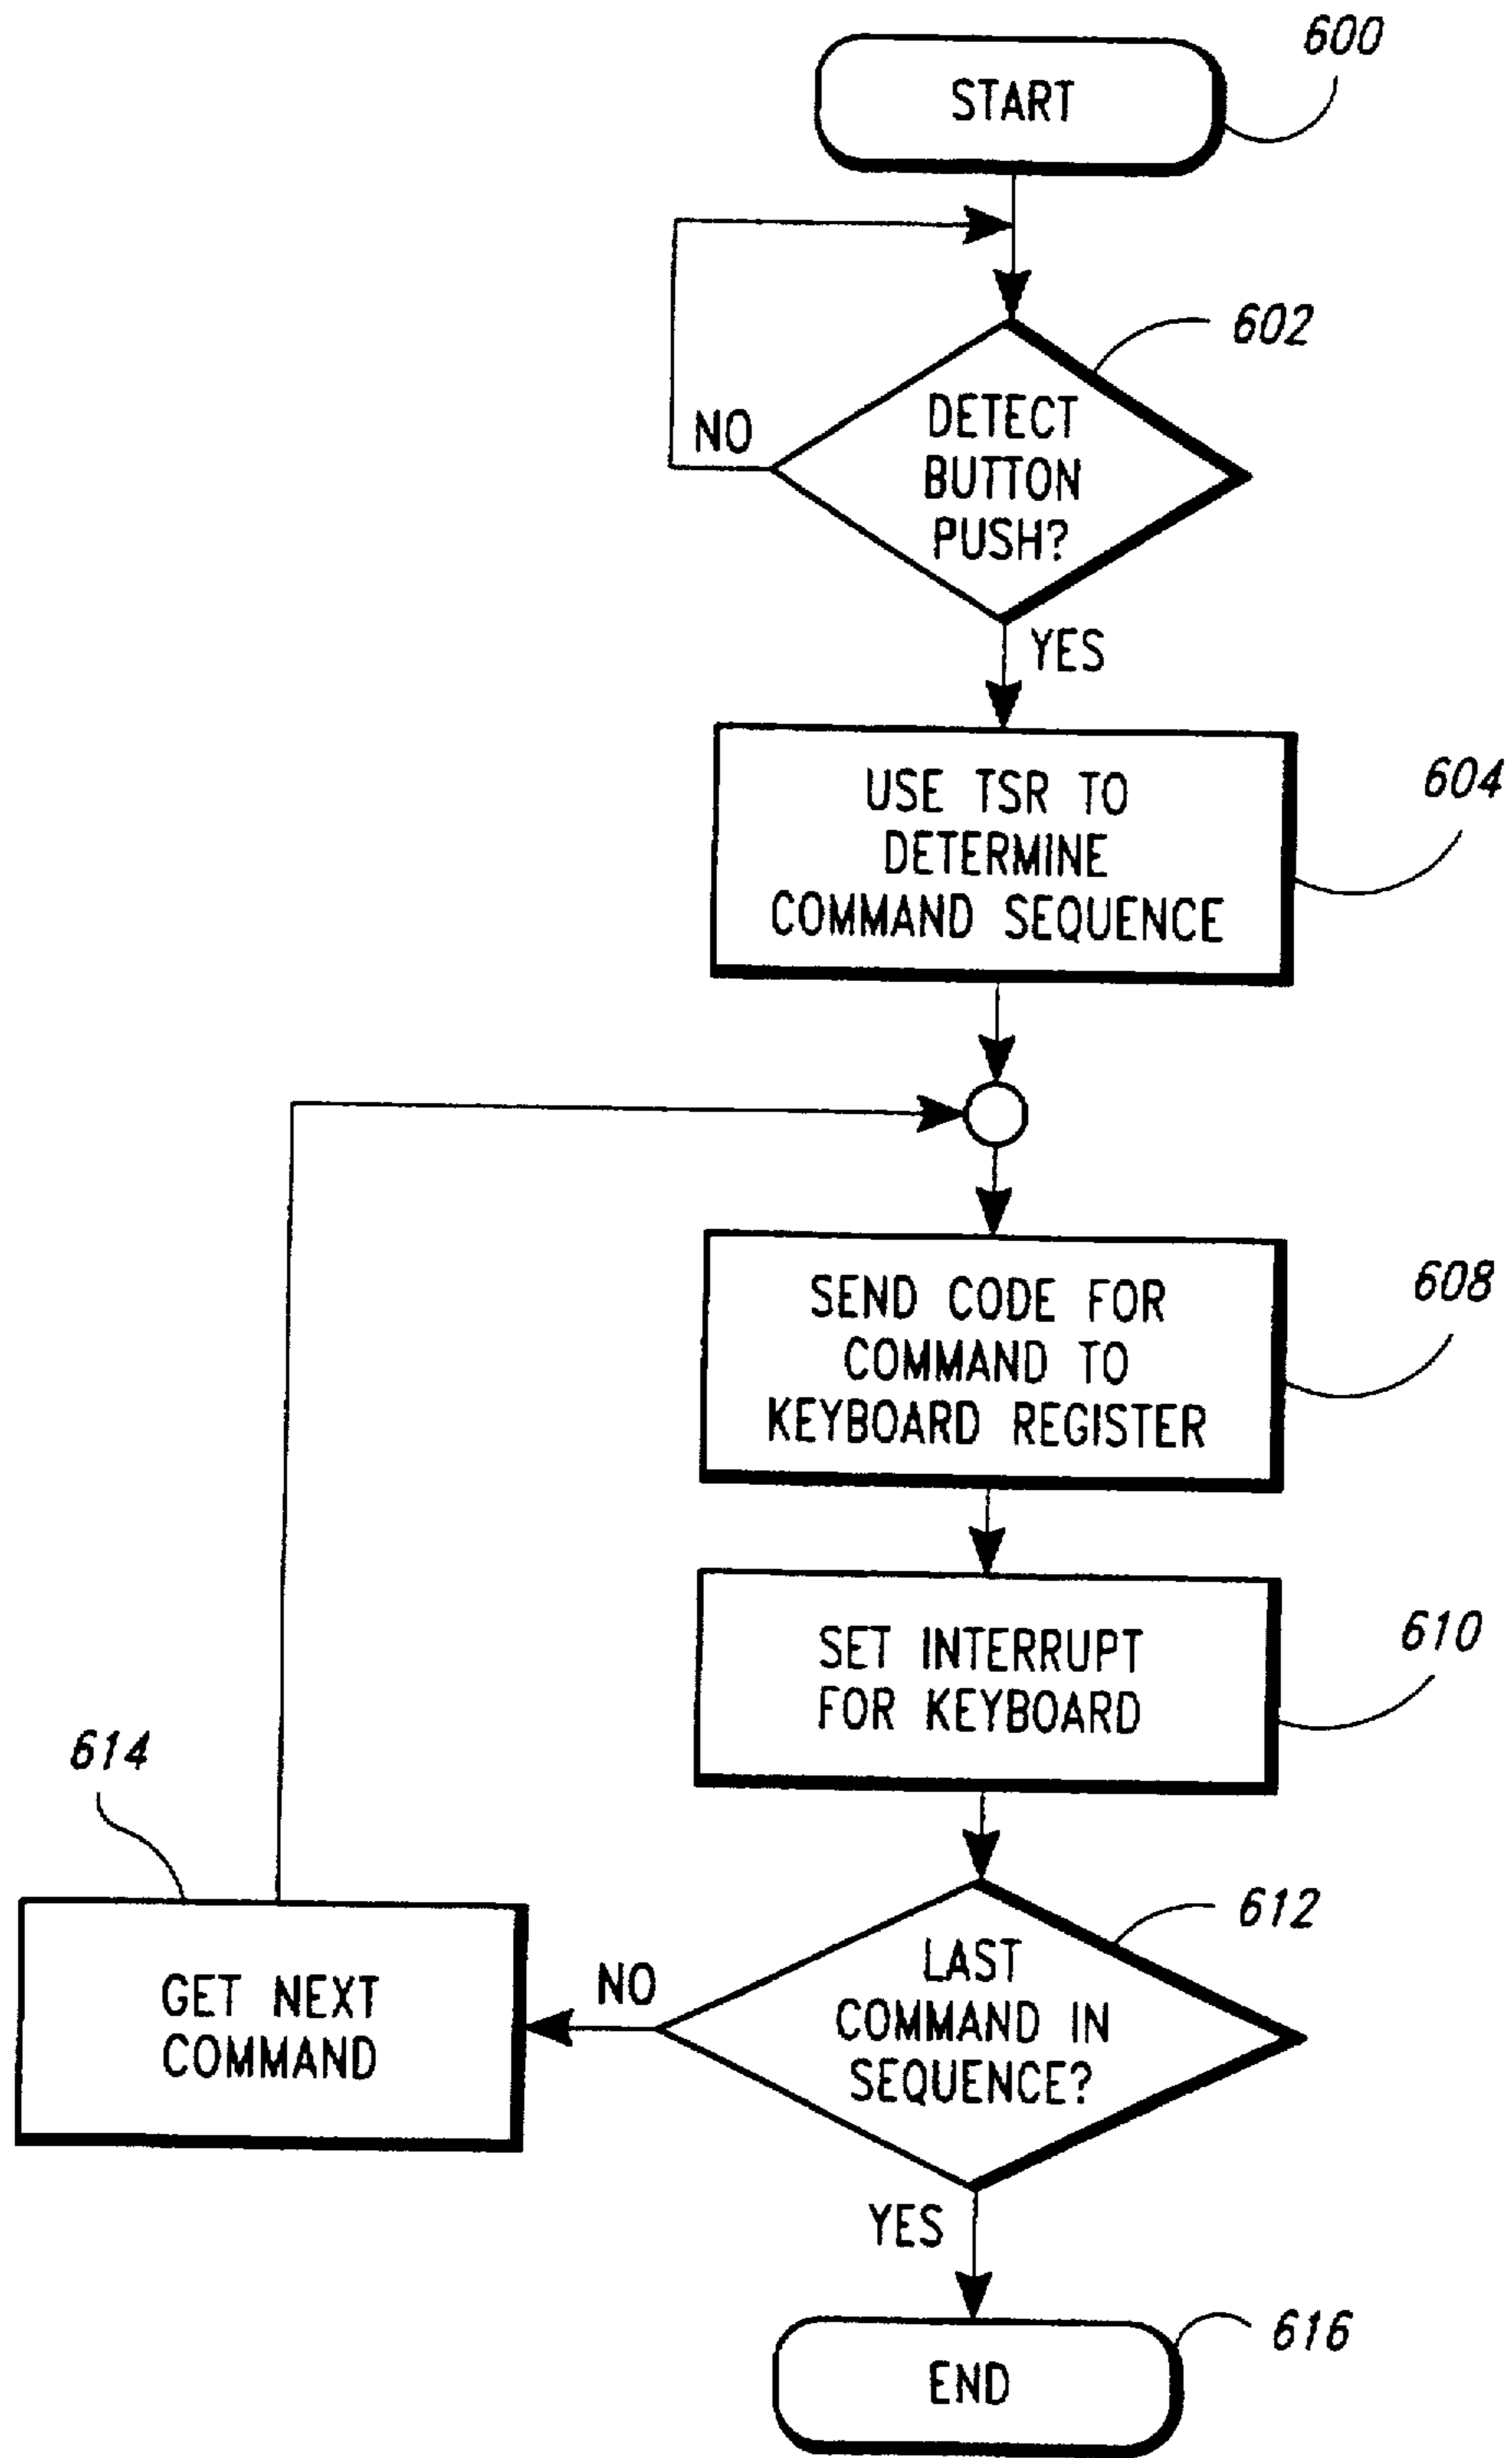 600
START
602
DETECT
BUTTON
PUSH?
NO
YES
604
USE TSR TO
DETERMINE
COMMAND SEQUENCE
608
SEND CODE FOR
COMMAND TO
KEYBOARD REGISTER
610
SET INTERRUPT
FOR KEYBOARD
612
LAST
COMMAND IN
SEQUENCE?
NO
614
GET NEXT
COMMAND
YES
616
END